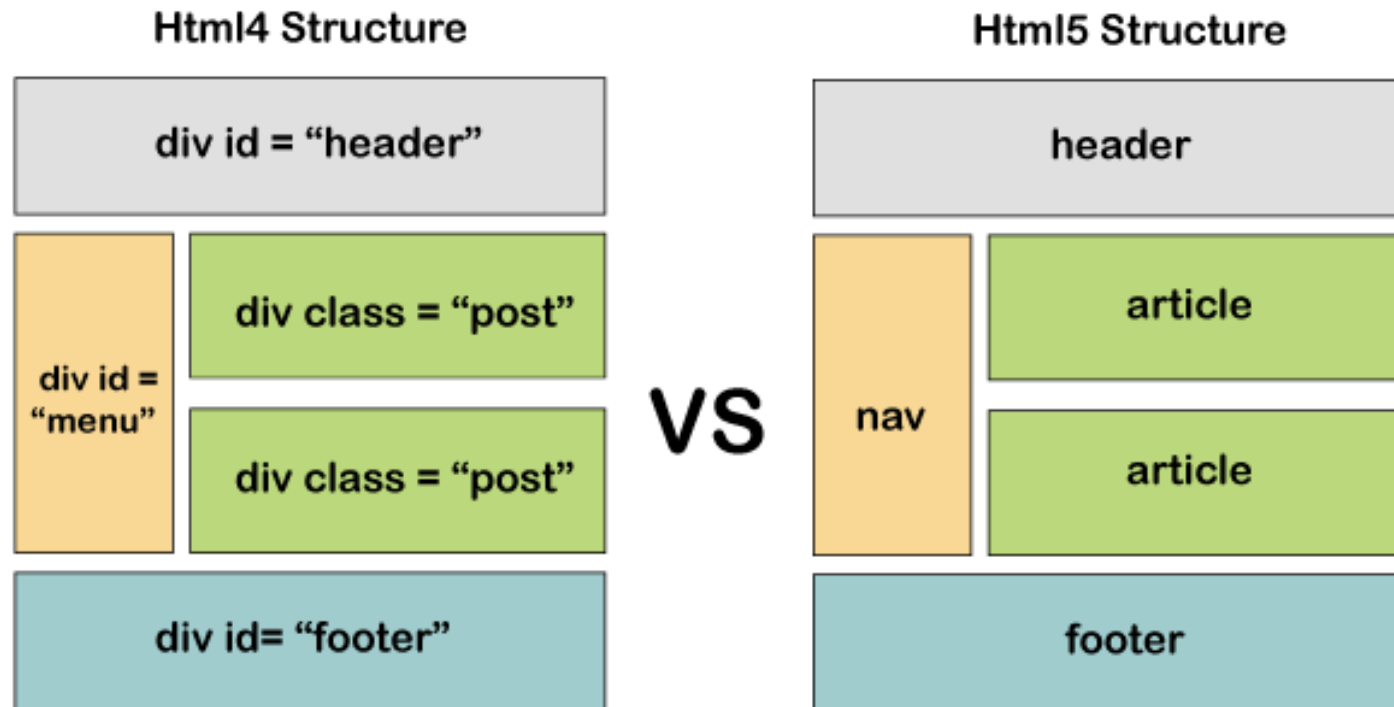 Html4 Structure
div id = “header”
div id =
“menu”
div class = “post”
div class = “post”
div id= “footer”
VS
Html5 Structure
header
nav
article
article
footer